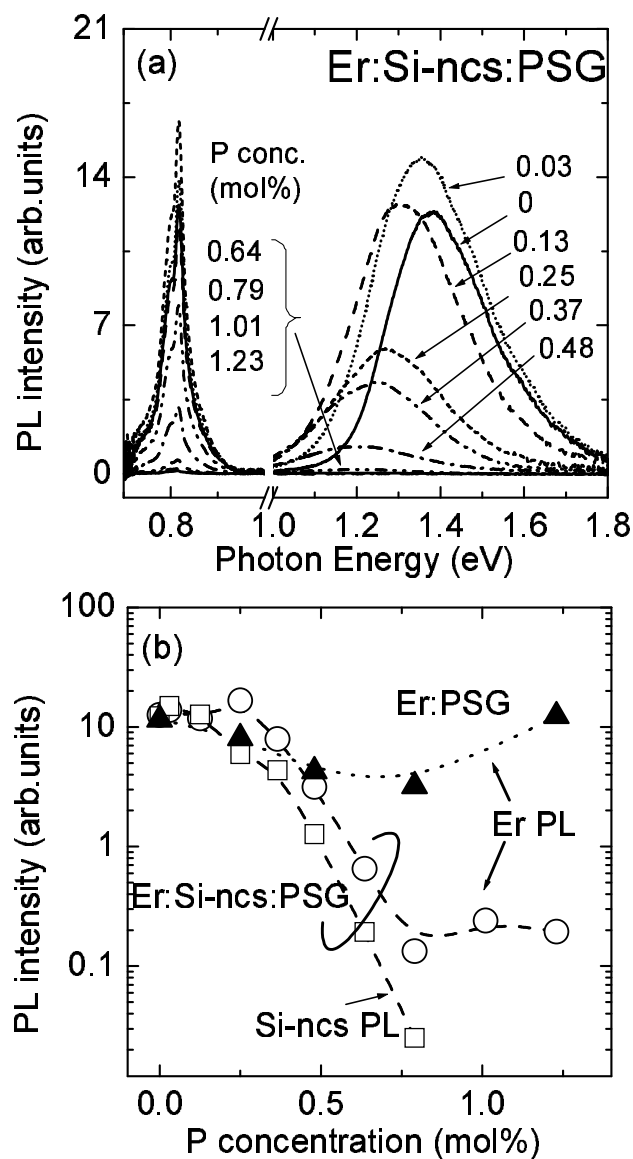 21
(a)
Er:Si-ncs:PSG
14
P conc.
(mol%)
0.03
0
0.64
0.13
0.79
0.25
7
1.01
0.37
1.23
0.48
0
PL intensity (arb.units)
0.8
1.0
1.2
1.4
1.6
1.8
Photon Energy (eV)
100
(b)
Er:PSG
10
Er PL
1
Er:Si-ncs:PSG
0.1
Si-ncs PL
PL intensity (arb.units)
0.0
0.5
1.0
P concentration (mol%)